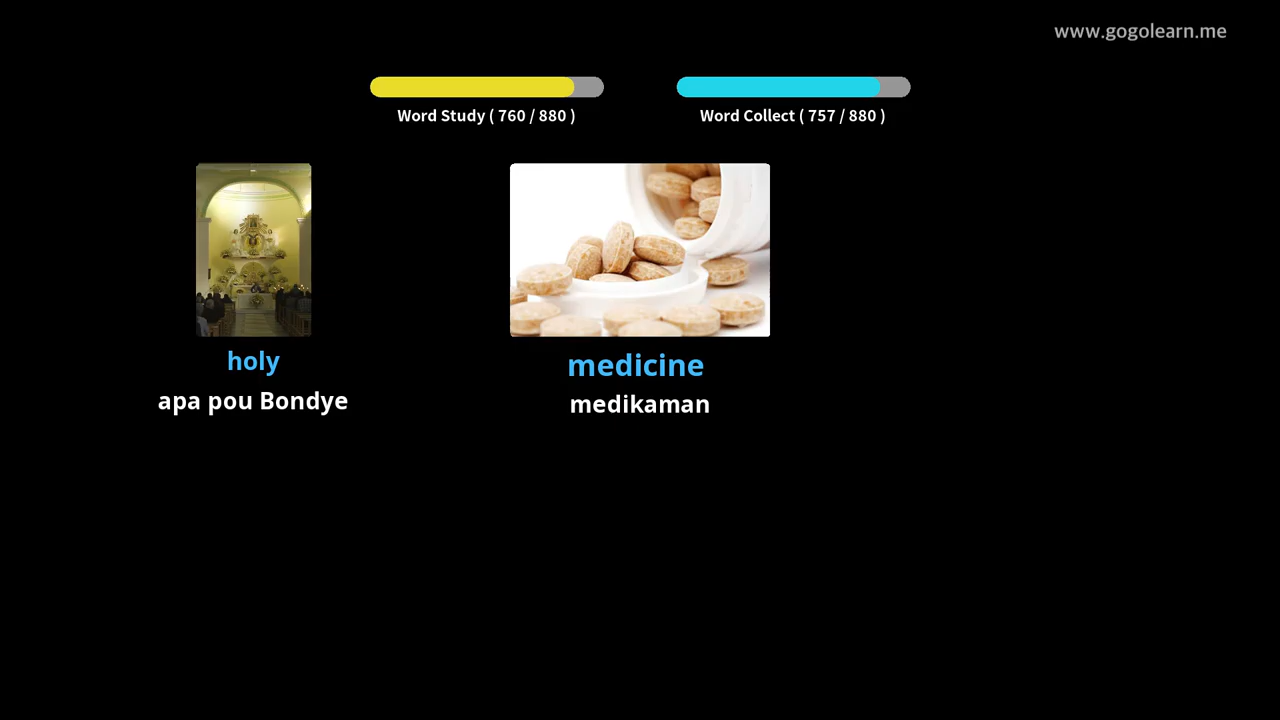 www.gogolearn.me
Word Study ( 760 / 880 )
Word Collect ( 757 / 880 )
holy
apa pou Bondye
medicine
medikaman